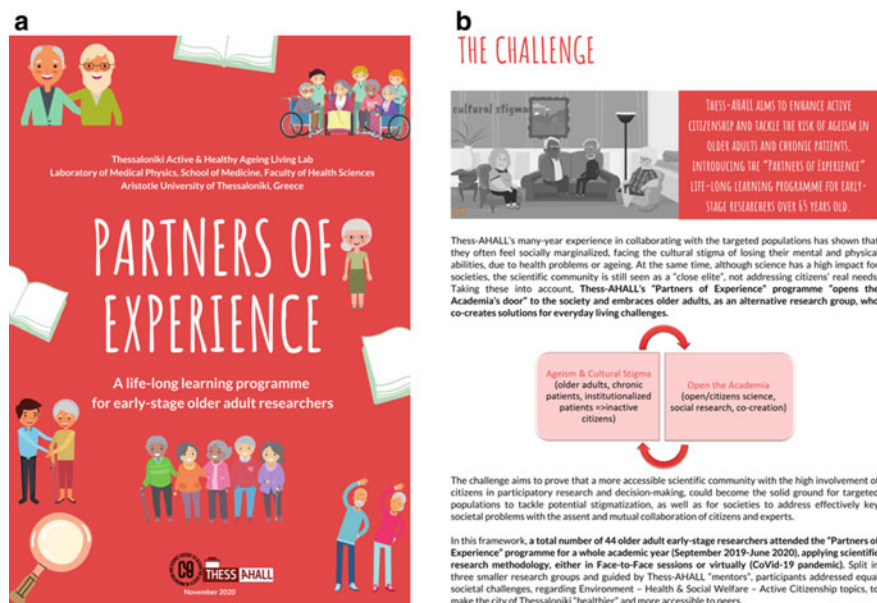 a
Thessaloniki Active & Healthy Ageing Living Lab
Laboratory of Medical Physics, School of Medicine, Faculty of Health Sciences
Aristotle University of Thessaloniki, Greece
PARTNERS OF
EXPERIENCE
A life-long learning programme
for early-stage older adult researchers
THESS AHALL
November 2020
b
THE CHALLENGE
cultural stigma
THESS-AHALL AIMS TO ENHANCE ACTIVE
CITIZENSHIP AND TACKLE THE RISK OF AGEISM IN
OLDER ADULTS AND CHRONIC PATIENTS,
INTRODUCING THE "PARTNERS OF EXPERIENCE"
LIFE-LONG LEARNING PROGRAMME FOR EARLY-
STAGE RESEARCHERS OVER 65 YEARS OLD.
Thess-AHALL's many-year experience in collaborating with the targeted populations has shown that
they often feel socially marginalized, facing the cultural stigma of losing their mental and physical
abilities, due to health problems or ageing. At the same time, although science has a high impact for
societies, the scientific community is still seen as a "close elite", not addressing citizens' real needs.
Taking these into account, Thess-AHALL's "Partners of Experience" programme "opens the
Academia's door" to the society and embraces older adults, as an alternative research group, who
co-creates solutions for everyday living challenges.
Ageism & Cultural Stigma
(older adults, chronic
patients, institutionalized
patients =>inactive
citizens)
Open the Academia
(open/citizens science,
social research, co-creation)
The challenge aims to prove that a more accessible scientific community with the high involvement of
citizens in participatory research and decision-making, could become the solid ground for targeted
populations to tackle potential stigmatization, as well as for societies to address effectively key
societal problems with the assent and mutual collaboration of citizens and experts.
In this framework, a total number of 44 older adult early-stage researchers attended the "Partners of
Experience" programme for a whole academic year (September 2019-June 2020), applying scientific
research methodology, either in Face-to-Face sessions or virtually (CoVid-19 pandemic). Split in
three smaller research groups and guided by Thess-AHALL "mentors", participants addressed equal
societal challenges, regarding Environment – Health & Social Welfare – Active Citizenship topics, to
make the city of Thessaloniki "healthier" and more accessible to peers.